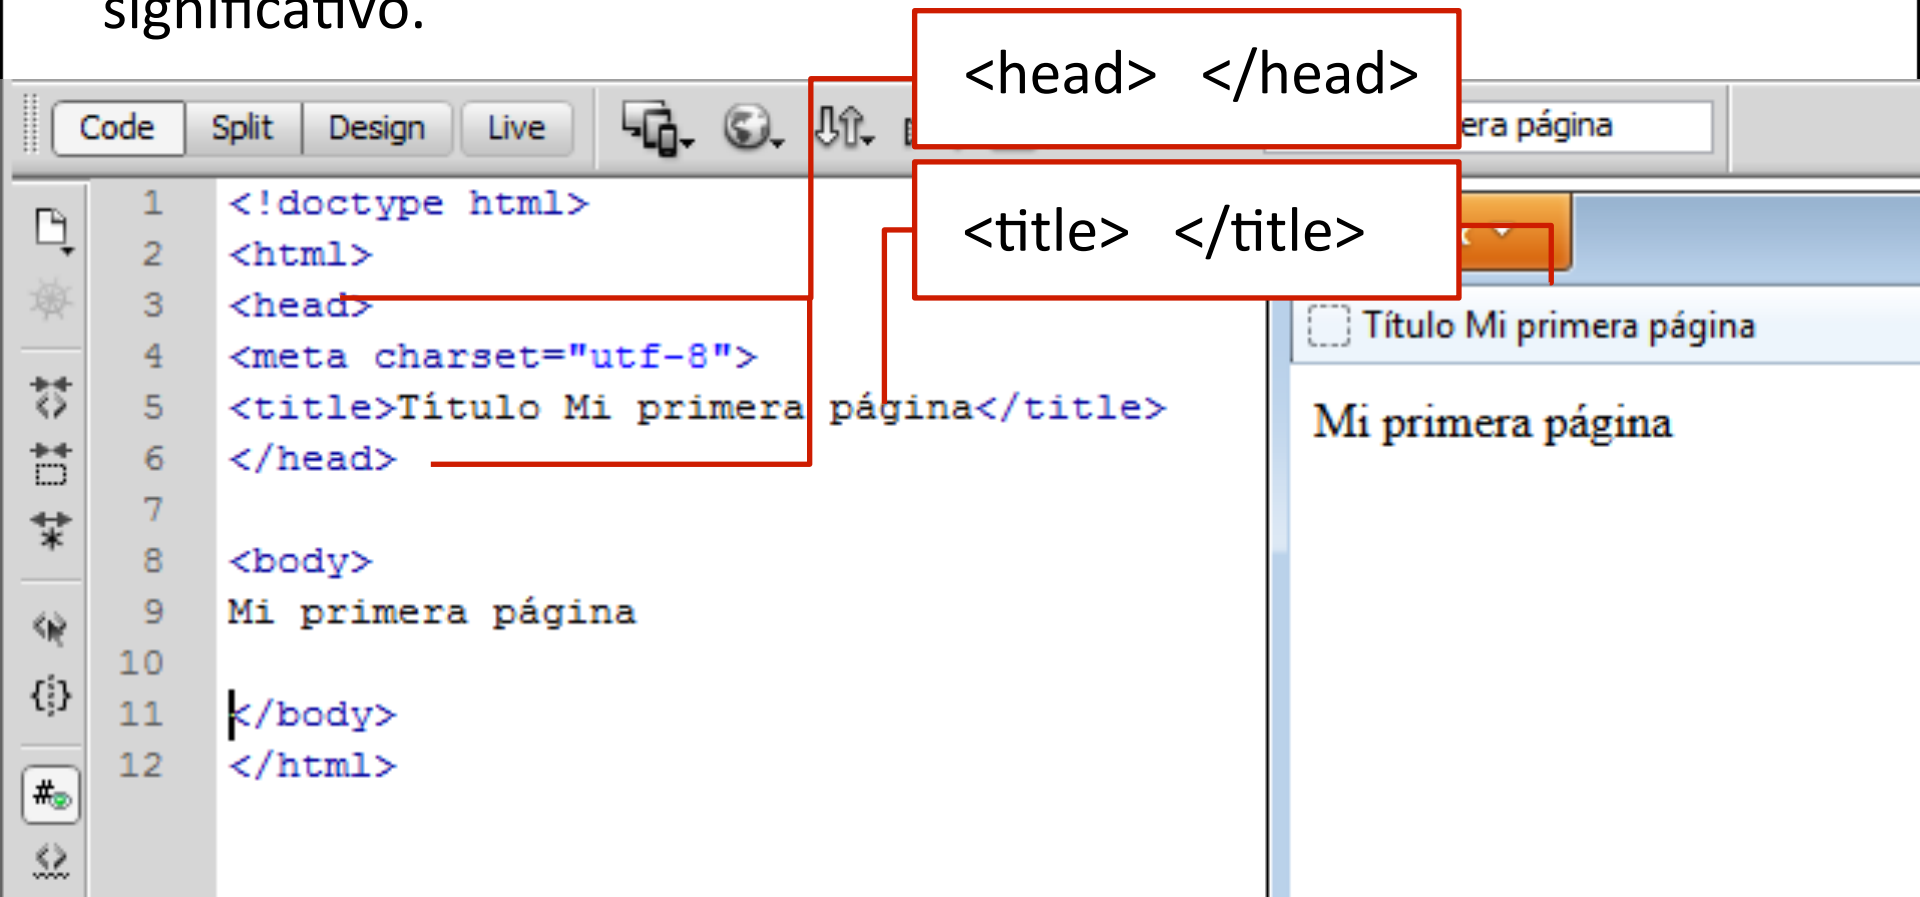 significativo.
<head> </head>
Code Split Design Live
era página
<title> </title>
1 <!doctype html>
2 <html>
3 <head>
4 <meta charset="utf-8">
5 <title>Título Mi primera página</title>
6 </head>
7
8 <body>
9 Mi primera página
10
11 </body>
12 </html>
Título Mi primera página
Mi primera página